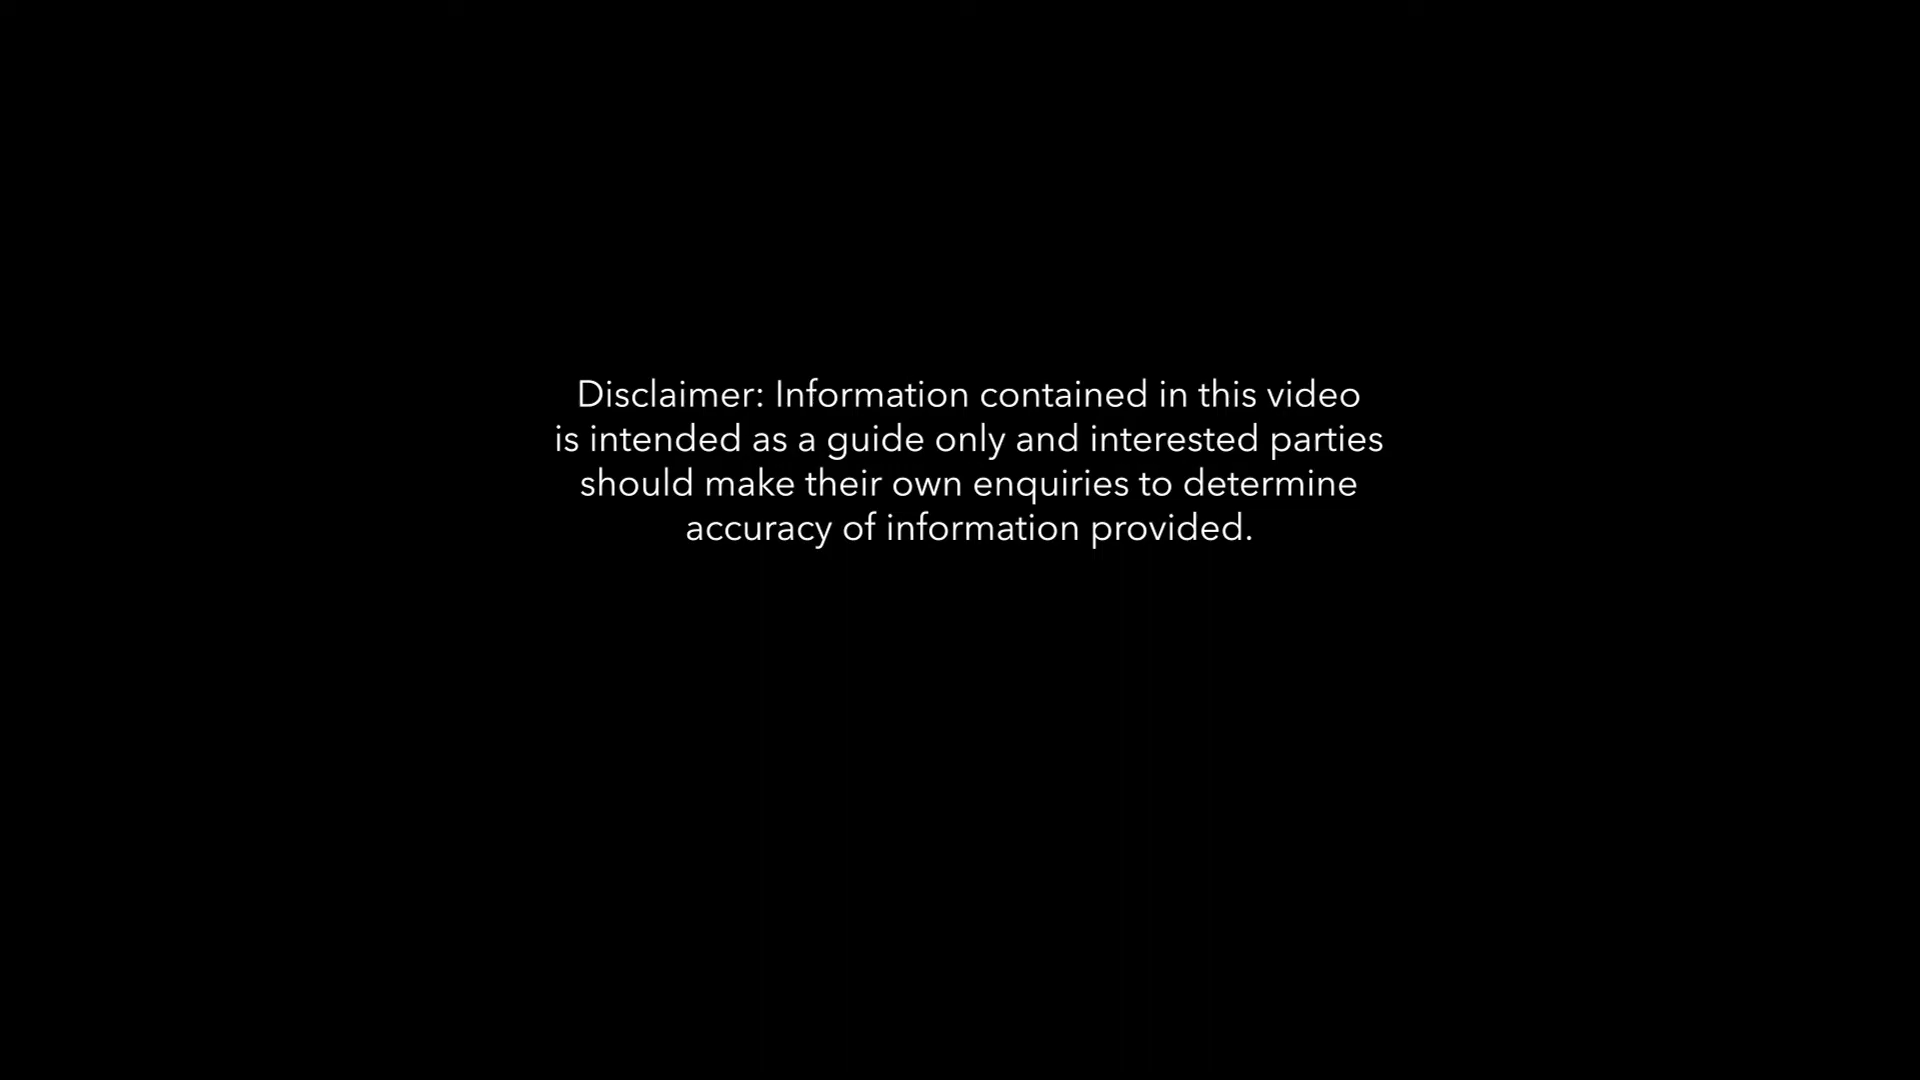 Disclaimer: Information contained in this video
is intended as a guide only and interested parties
should make their own enquiries to determine
accuracy of information provided.